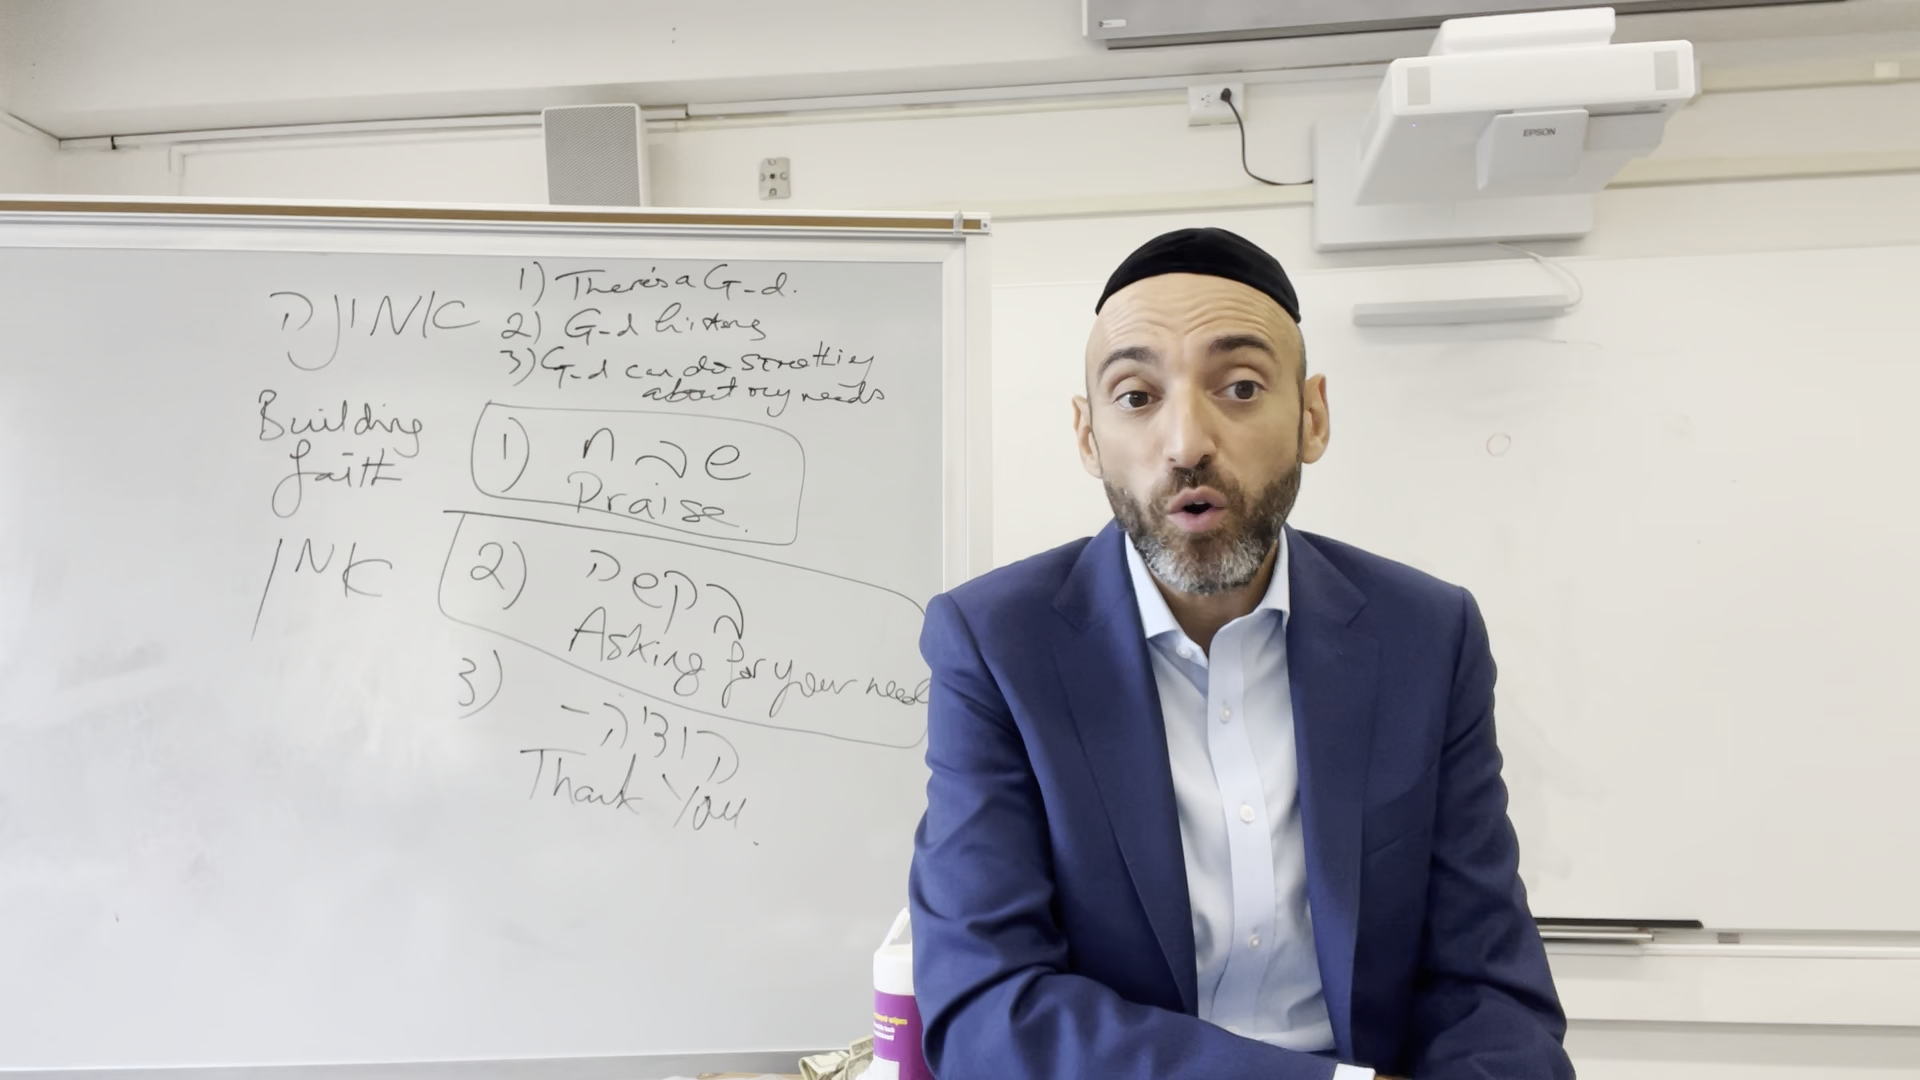 אמונה
1) There's a G-d.
2) G-d listens
3) G-d can do something
about my needs
Building
faith
אמן
1) שבח
Praise.
2) בקשה
Asking for your need
3) הודיה-
Thank You.
EPSON